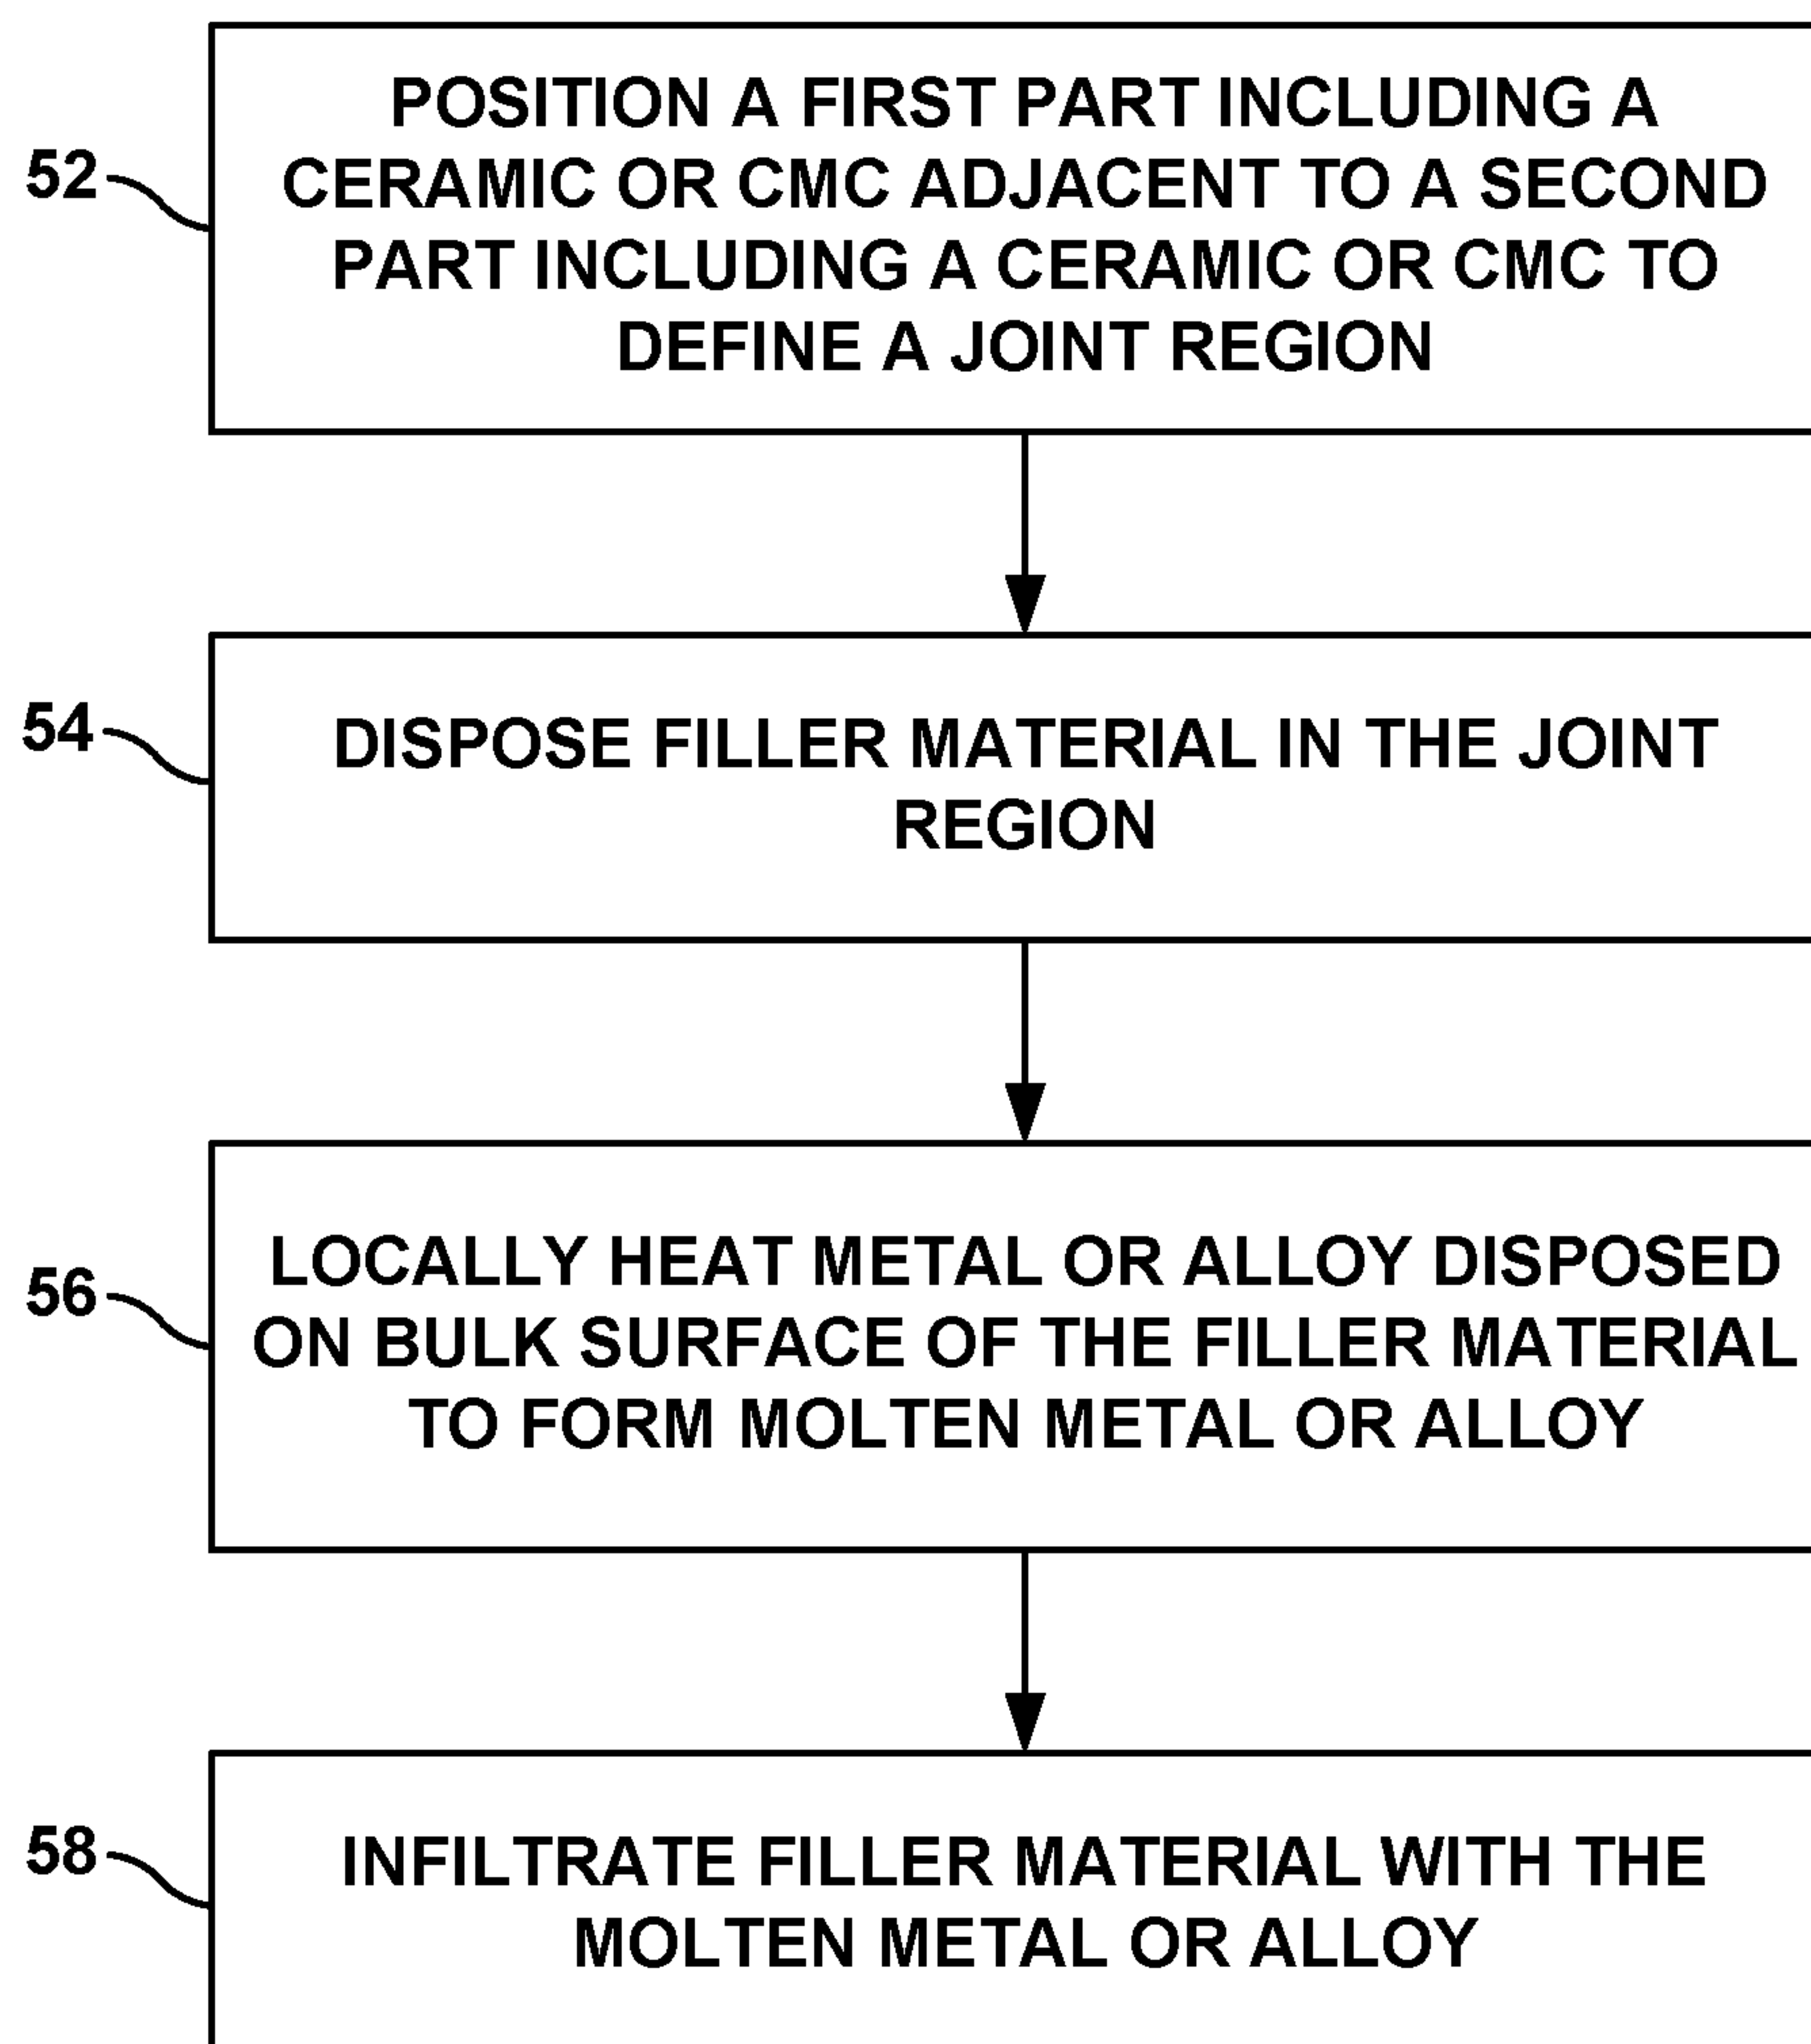 POSITION A FIRST PART INCLUDING A
CERAMIC OR CMC ADJACENT TO A SECOND
PART INCLUDING A CERAMIC OR CMC TO
DEFINE A JOINT REGION
52
DISPOSE FILLER MATERIAL IN THE JOINT
REGION
54
LOCALLY HEAT METAL OR ALLOY DISPOSED
ON BULK SURFACE OF THE FILLER MATERIAL
TO FORM MOLTEN METAL OR ALLOY
56
INFILTRATE FILLER MATERIAL WITH THE
MOLTEN METAL OR ALLOY
58